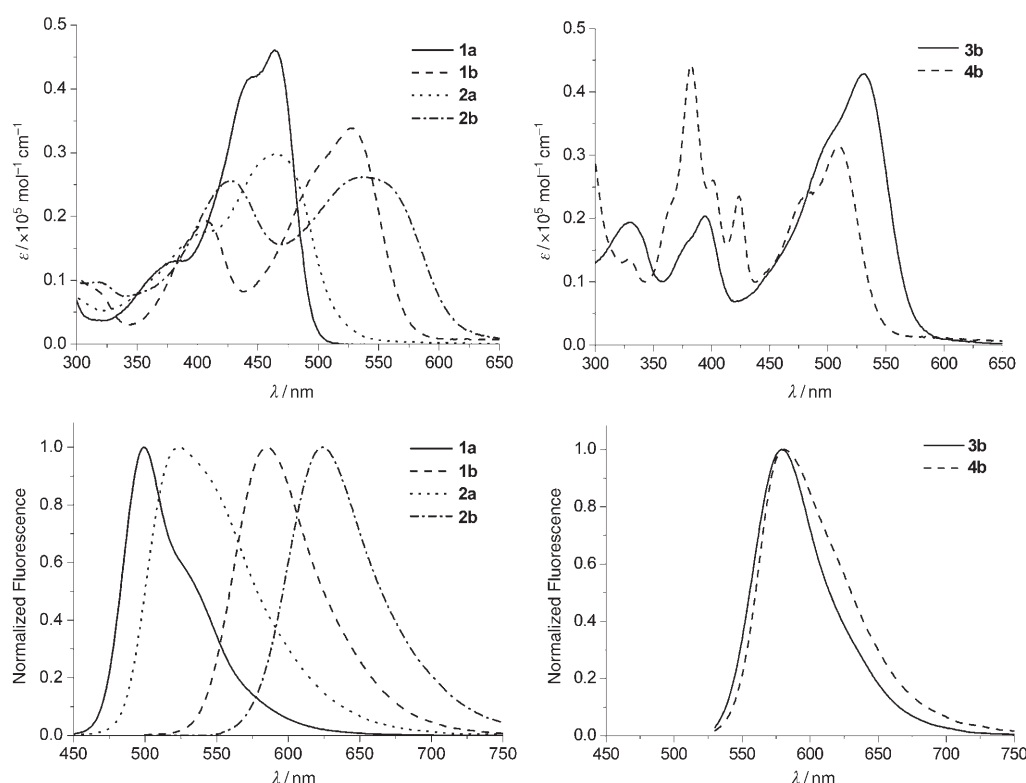 0.5
0.4
0.3
0.2
0.1
0.0
ε / ×10⁵ mol⁻¹ cm⁻¹
300 350 400 450 500 550 600 650
λ / nm
1a
1b
2a
2b
0.5
0.4
0.3
0.2
0.1
0.0
ε / ×10⁵ mol⁻¹ cm⁻¹
300 350 400 450 500 550 600 650
λ / nm
3b
4b
1.0
0.8
0.6
0.4
0.2
0.0
Normalized Fluorescence
450 500 550 600 650 700 750
λ / nm
1a
1b
2a
2b
1.0
0.8
0.6
0.4
0.2
0.0
Normalized Fluorescence
450 500 550 600 650 700 750
λ / nm
3b
4b